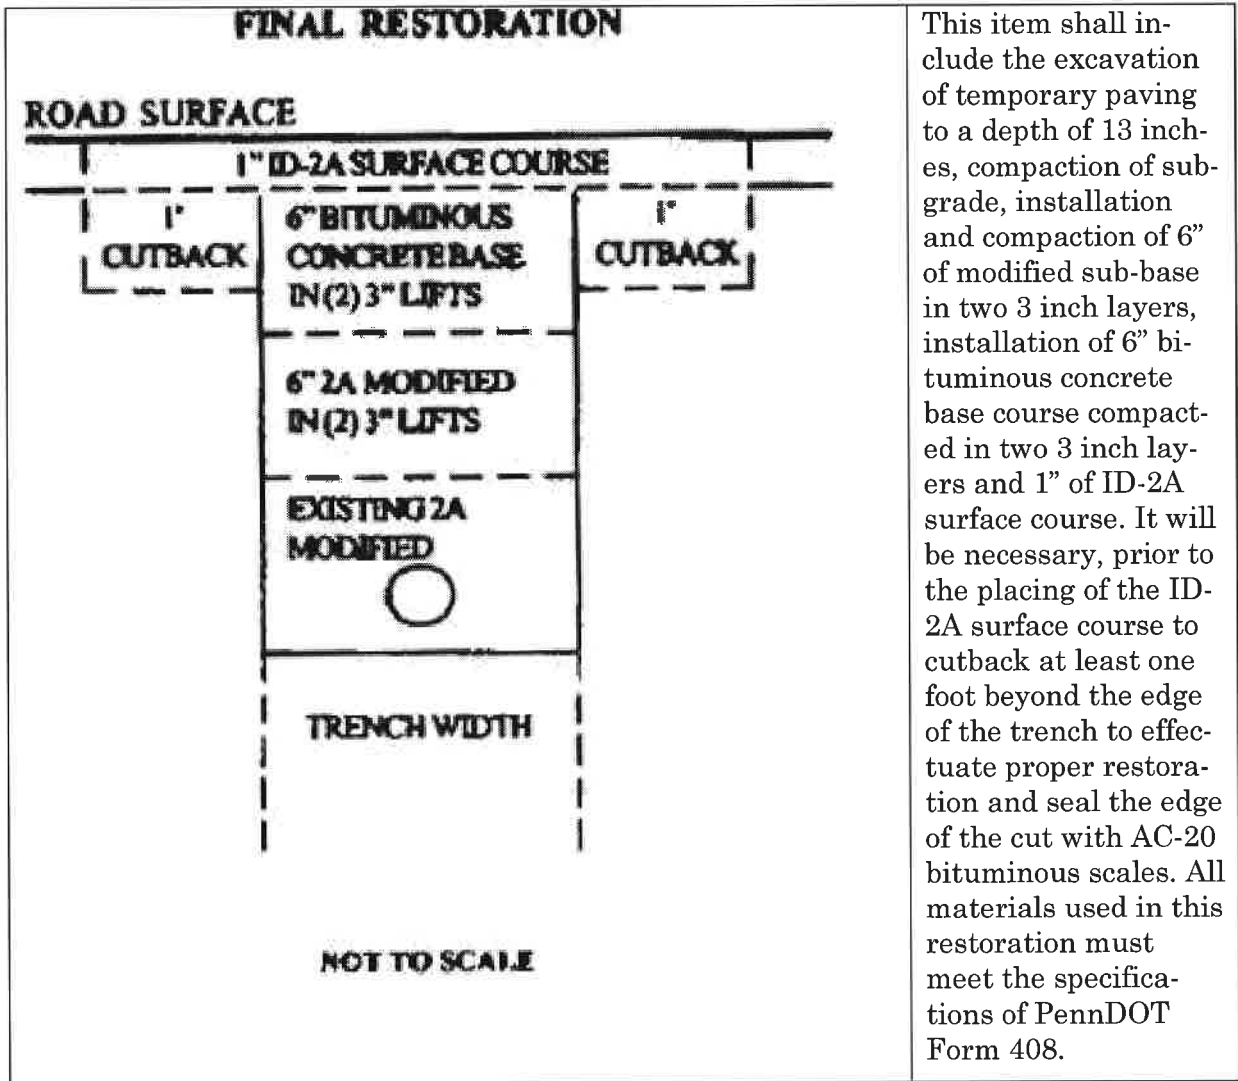 FINAL RESTORATION
ROAD SURFACE
1" ID-2A SURFACE COURSE
1"
CUTBACK
6" BITUMINOUS
CONCRETE BASE
IN (2) 3" LIFTS
1"
CUTBACK
6" 2A MODIFIED
IN (2) 3" LIFTS
EXISTING 2A
MODIFIED
TRENCH WIDTH
NOT TO SCALE
This item shall in-
clude the excavation
of temporary paving
to a depth of 13 inch-
es, compaction of sub-
grade, installation
and compaction of 6”
of modified sub-base
in two 3 inch layers,
installation of 6” bi-
tuminous concrete
base course compact-
ed in two 3 inch lay-
ers and 1” of ID-2A
surface course. It will
be necessary, prior to
the placing of the ID-
2A surface course to
cutback at least one
foot beyond the edge
of the trench to effec-
tuate proper restora-
tion and seal the edge
of the cut with AC-20
bituminous scales. All
materials used in this
restoration must
meet the specifica-
tions of PennDOT
Form 408.